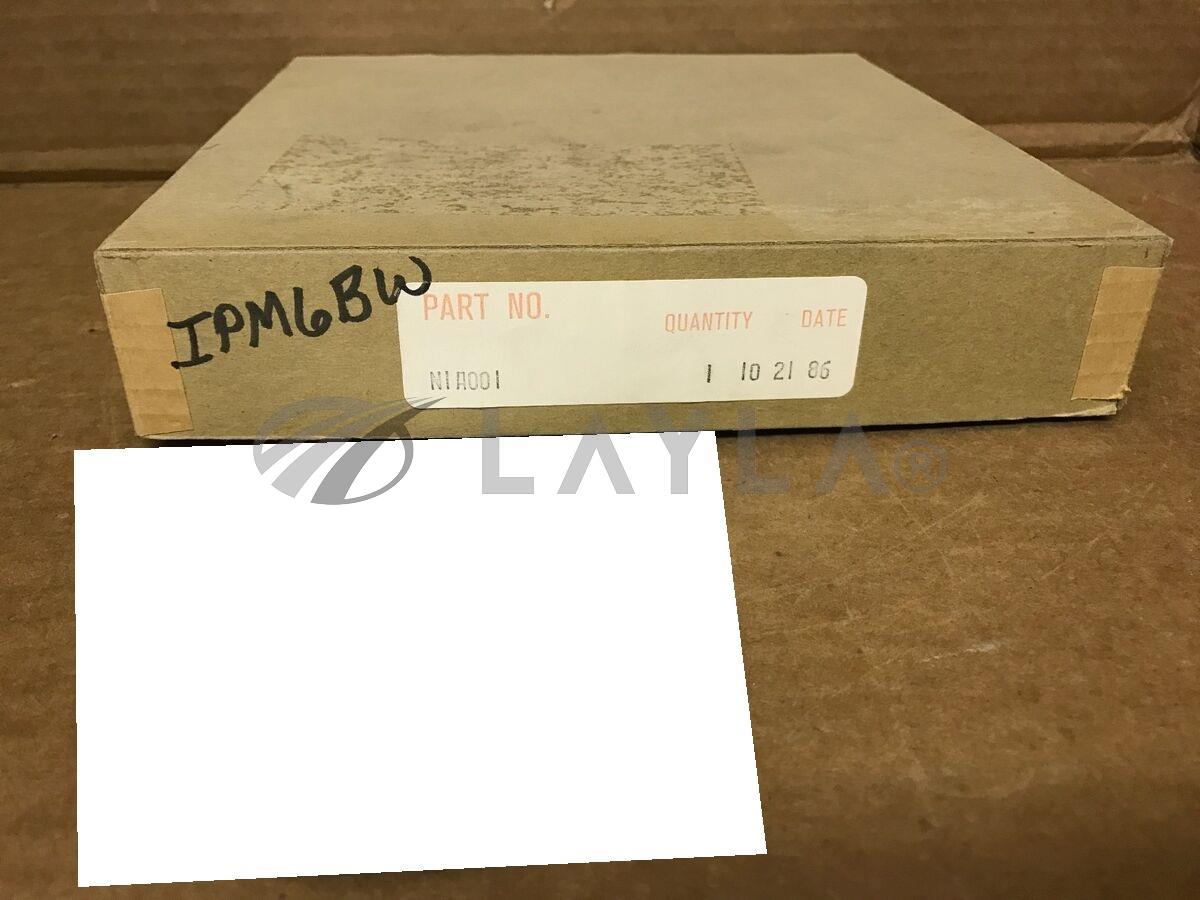 IPM6BW
PART NO.
QUANTITY DATE
N1A001 1 10 21 86
LAYLA®